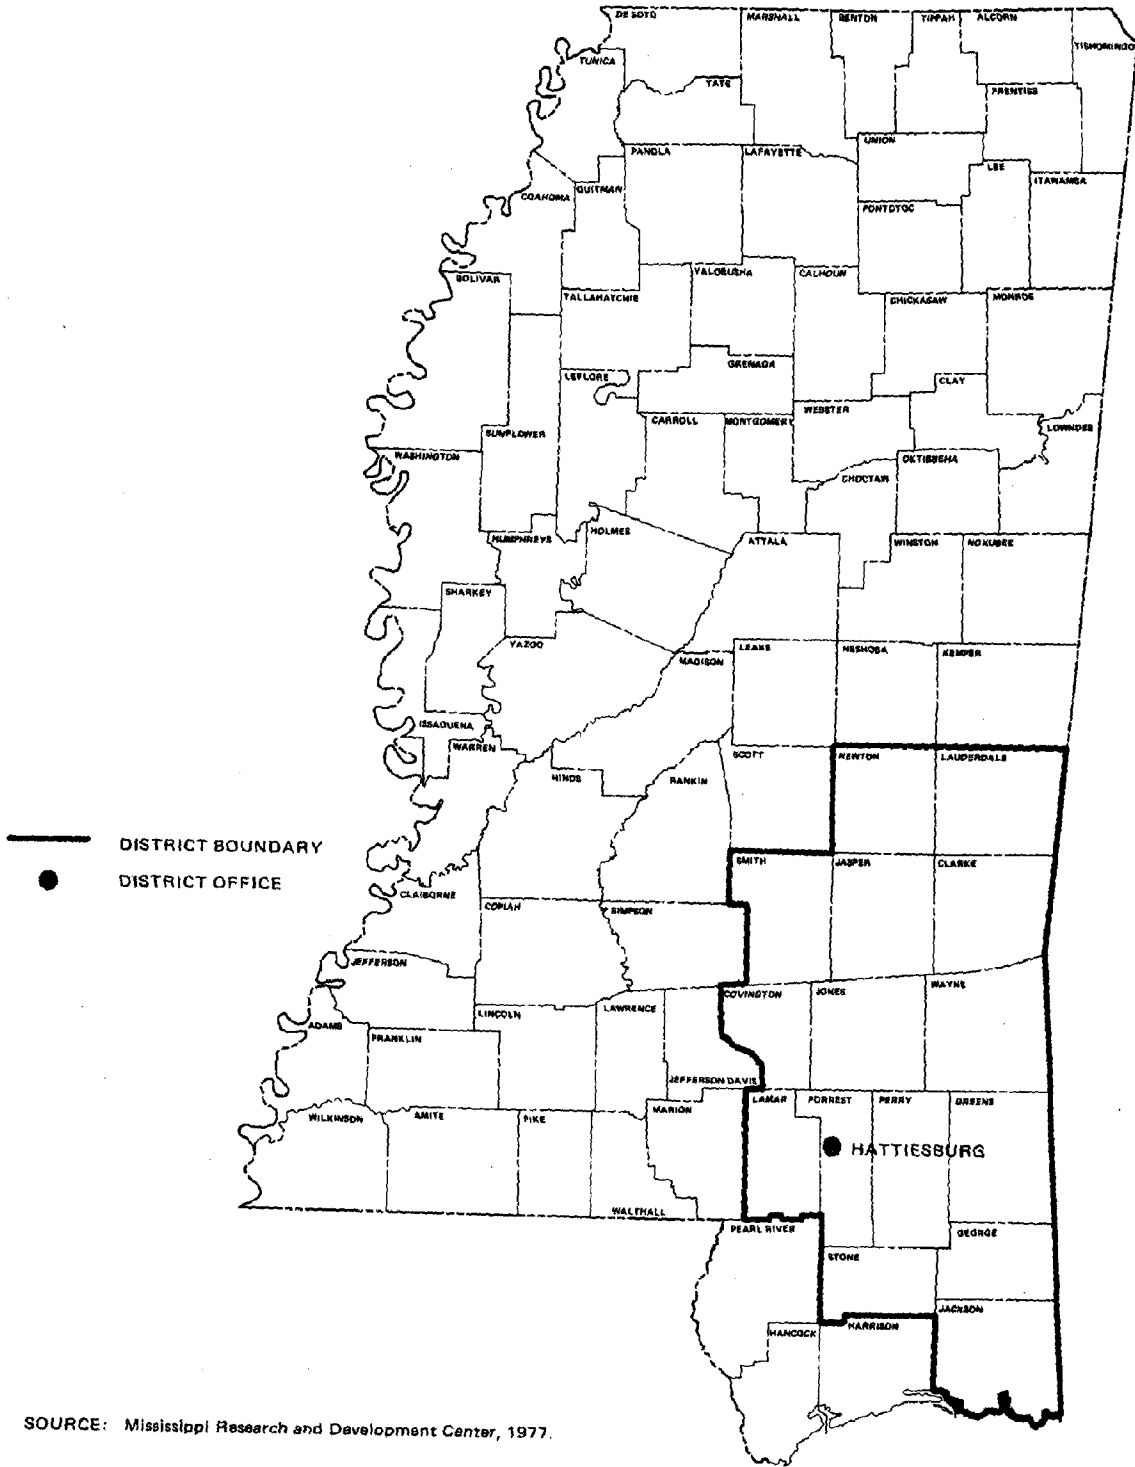 DE SOTO
MARSHALL
BENTON
TIPPAH
ALCORN
TISHOMINGO
TUNICA
TATE
PRENTISS
PANOLA
LAFAYETTE
UNION
LEE
ITAWAMBA
COAHOMA
QUITMAN
PONTOTOC
BOLIVAR
TALLAHATCHIE
YALOBUSHA
CALHOUN
CHICKASAW
MONROE
LEFLORE
GRENADA
CLAY
SUNFLOWER
CARROLL
MONTGOMERY
WEBSTER
LOWNDES
WASHINGTON
CHOCTAW
OKTIBBEHA
HUMPHREYS
HOLMES
ATTALA
WINSTON
NOXUBEE
SHARKEY
YAZOO
MADISON
LEAKE
NESHOBA
KEMPER
ISSAQUENA
WARREN
HINDS
RANKIN
SCOTT
NEWTON
LAUDERDALE
DISTRICT BOUNDARY
DISTRICT OFFICE
SMITH
JASPER
CLARKE
CLAIBORNE
COPIAH
SIMPSON
JEFFERSON
COVINGTON
JONES
WAYNE
ADAMS
FRANKLIN
LINCOLN
LAWRENCE
JEFFERSON DAVIS
WILKINSON
AMITE
PIKE
MARION
LAMAR
FORREST
PERRY
GREENE
HATTIESBURG
WALTHALL
PEARL RIVER
GEORGE
STONE
HANCOCK
HARRISON
JACKSON
SOURCE: Mississippi Research and Development Center, 1977.